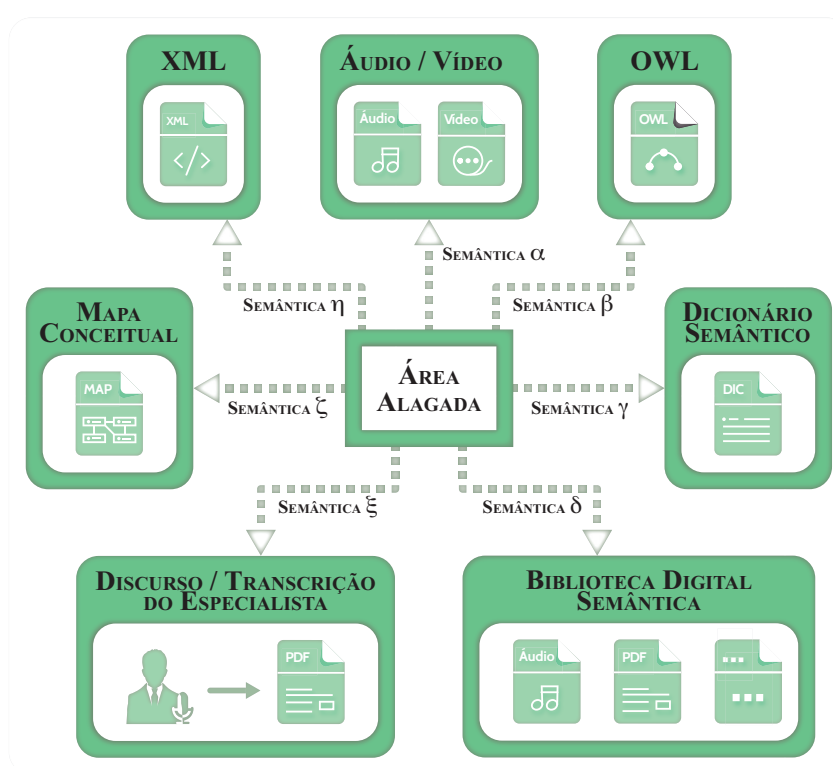 XML
XML
</>
Áudio / Vídeo
Áudio
Vídeo
OWL
OWL
Semântica α
Semântica η
Semântica β
Mapa
Conceitual
MAP
Área
Alagada
Dicionário
Semântico
DIC
Semântica ζ
Semântica γ
Semântica ξ
Semântica δ
Discurso / Transcrição
do Especialista
PDF
Biblioteca Digital
Semântica
Áudio
PDF
...
...